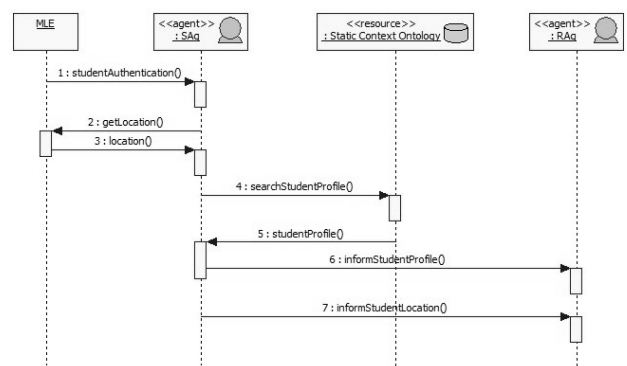 MLE
<<agent>>
: SAg
<<resource>>
: Static Context Ontology
<<agent>>
: RAg
1 : studentAuthentication()
2 : getLocation()
3 : location()
4 : searchStudentProfile()
5 : studentProfile()
6 : informStudentProfile()
7 : informStudentLocation()